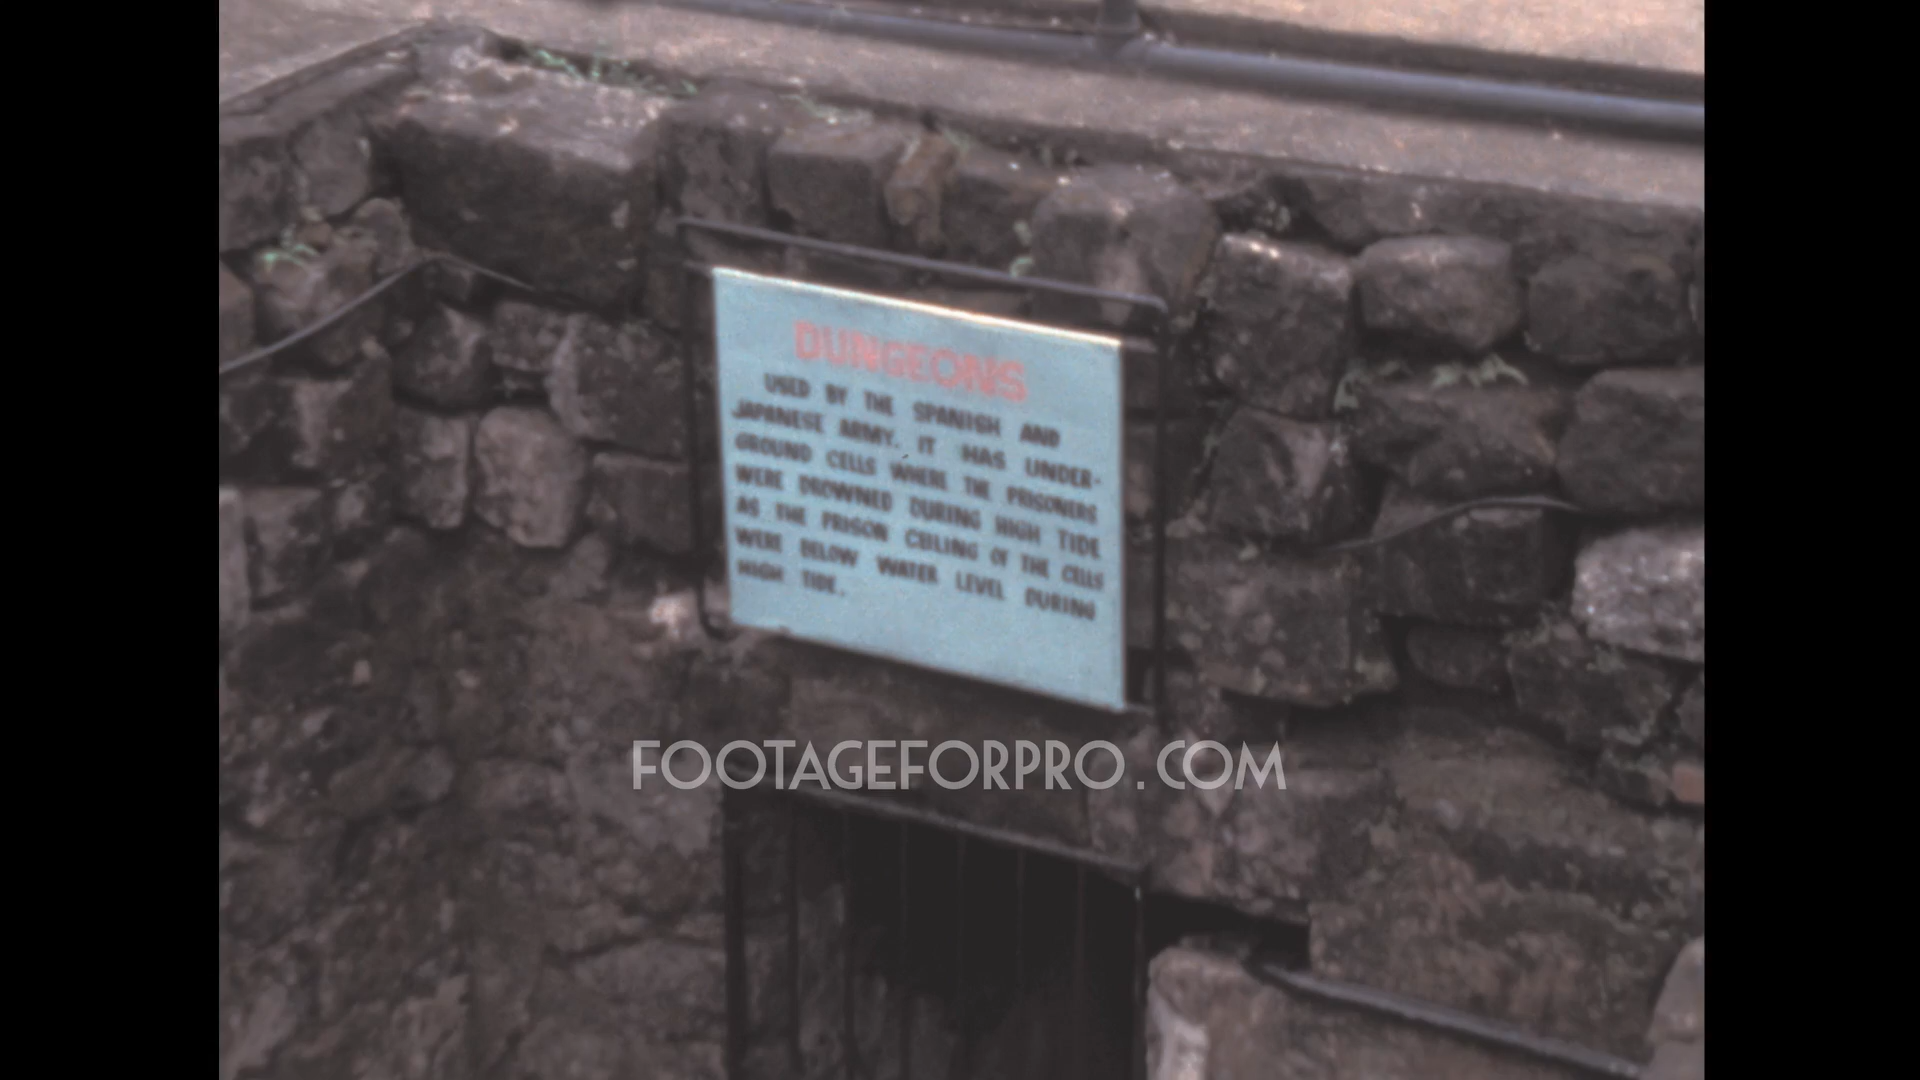 DUNGEONS
USED BY THE SPANISH AND
JAPANESE ARMY. IT HAS UNDER-
GROUND CELLS WHERE THE PRISONERS
WERE DROWNED DURING HIGH TIDE
AS THE PRISON CEILING OF THE CELLS
WERE BELOW WATER LEVEL DURING
HIGH TIDE.
FOOTAGEFORPRO.COM